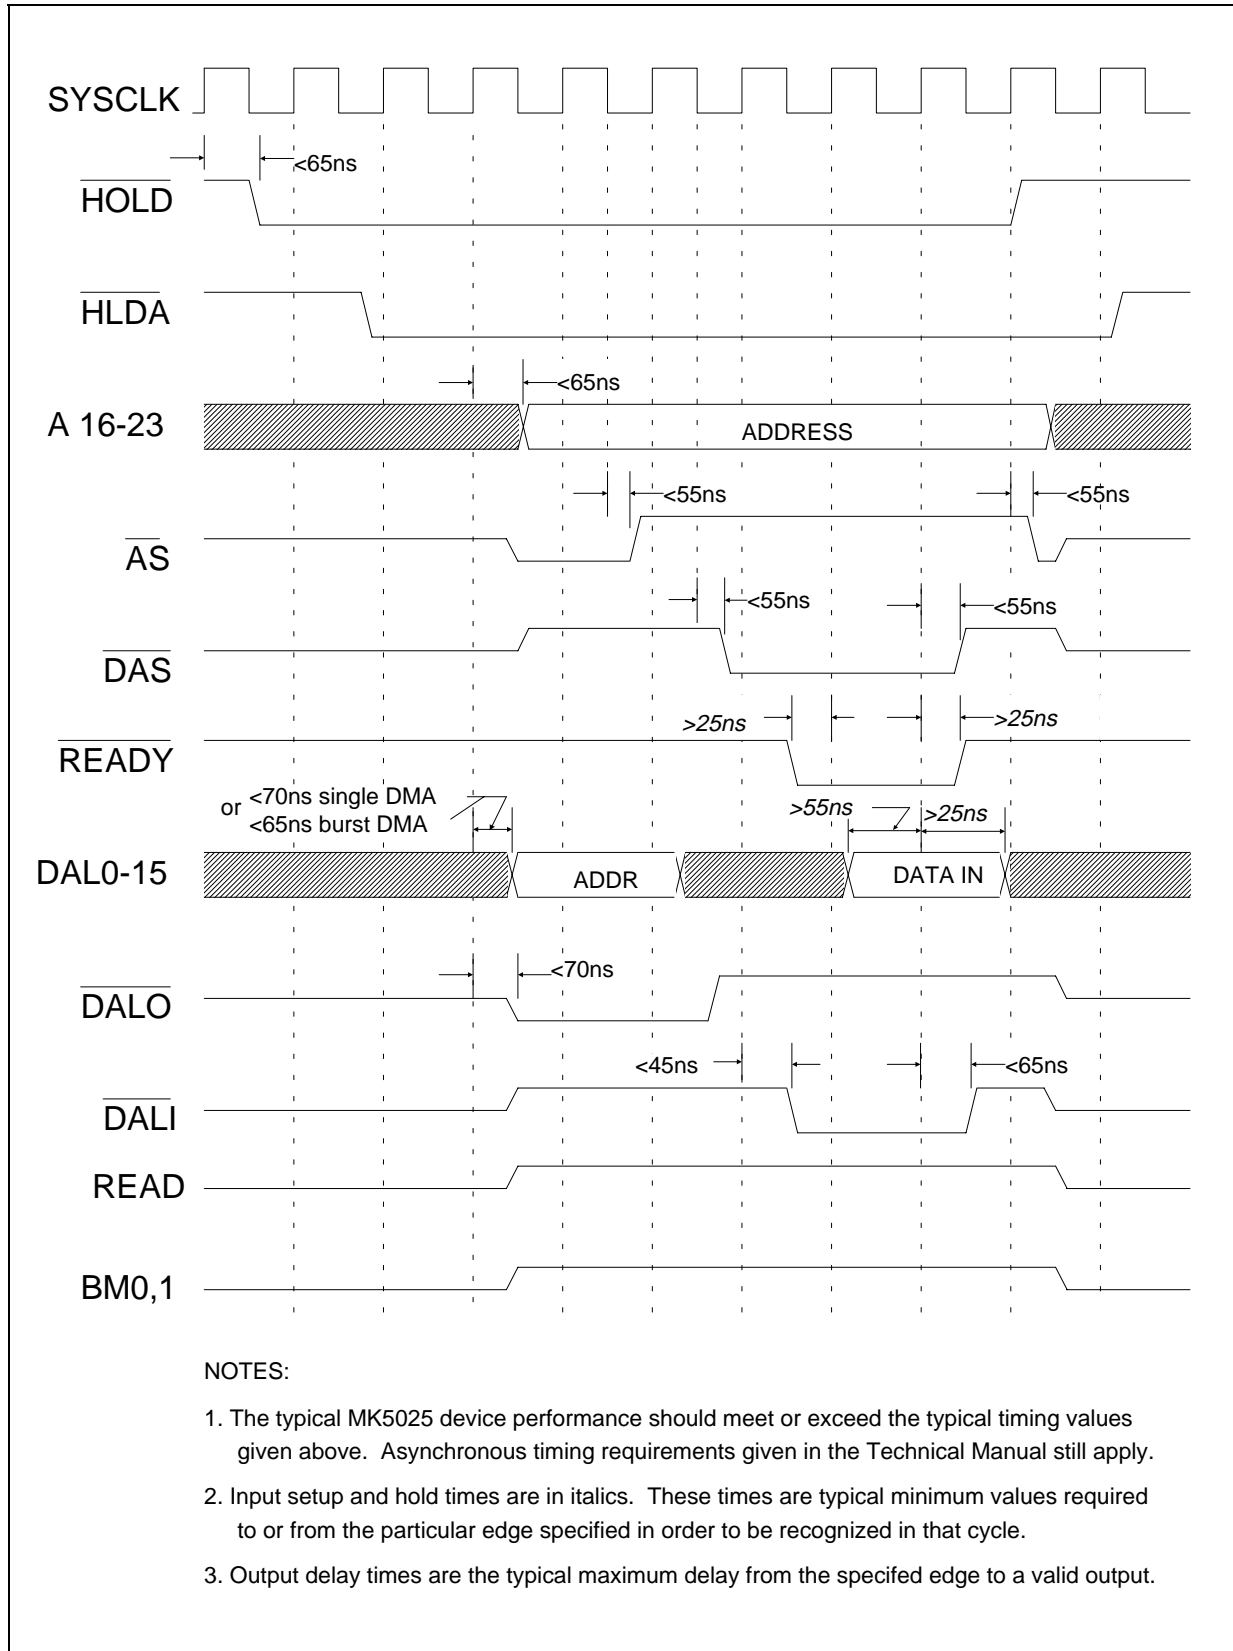 SYSCLK
<65ns
HOLD
HLDA
<65ns
A 16-23
ADDRESS
<55ns
<55ns
AS
<55ns
<55ns
DAS
>25ns
>25ns
READY
or <70ns single DMA
<65ns burst DMA
>55ns
>25ns
DAL0-15
ADDR
DATA IN
<70ns
DALO
<45ns
<65ns
DALI
READ
BM0,1
NOTES:
1. The typical MK5025 device performance should meet or exceed the typical timing values
given above. Asynchronous timing requirements given in the Technical Manual still apply.
2. Input setup and hold times are in italics. These times are typical minimum values required
to or from the particular edge specified in order to be recognized in that cycle.
3. Output delay times are the typical maximum delay from the specifed edge to a valid output.